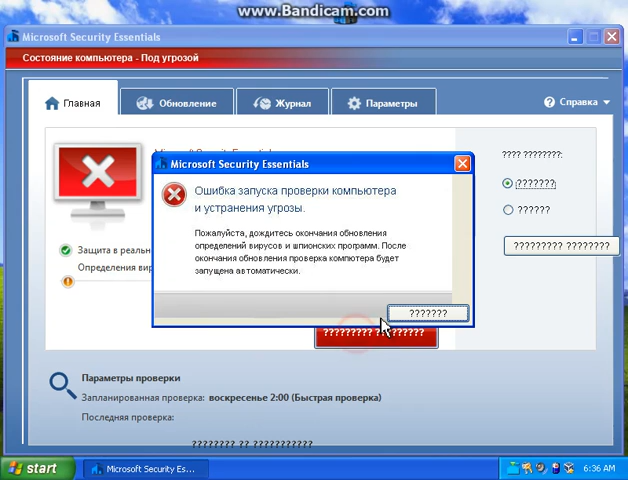 www.Bandicam.com
Microsoft Security Essentials
Состояние компьютера - Под угрозой
Главная
Обновление
Журнал
Параметры
Справка
Microsoft Security Essentials
Ошибка запуска проверки компьютера
и устранения угрозы.
Пожалуйста, дождитесь окончания обновления
определений вирусов и шпионских программ. После
окончания обновления проверка компютера будет
запущена автоматически.
???????
???? ????????:
???????
??????
????????? ????????
Защита в реальн
Определения вир
????????? ?????????
Параметры проверки
Запланированная проверка: воскресенье 2:00 (Быстрая проверка)
Последняя проверка:
???????? ?? ???????????
start
Microsoft Security Es...
6:36 AM